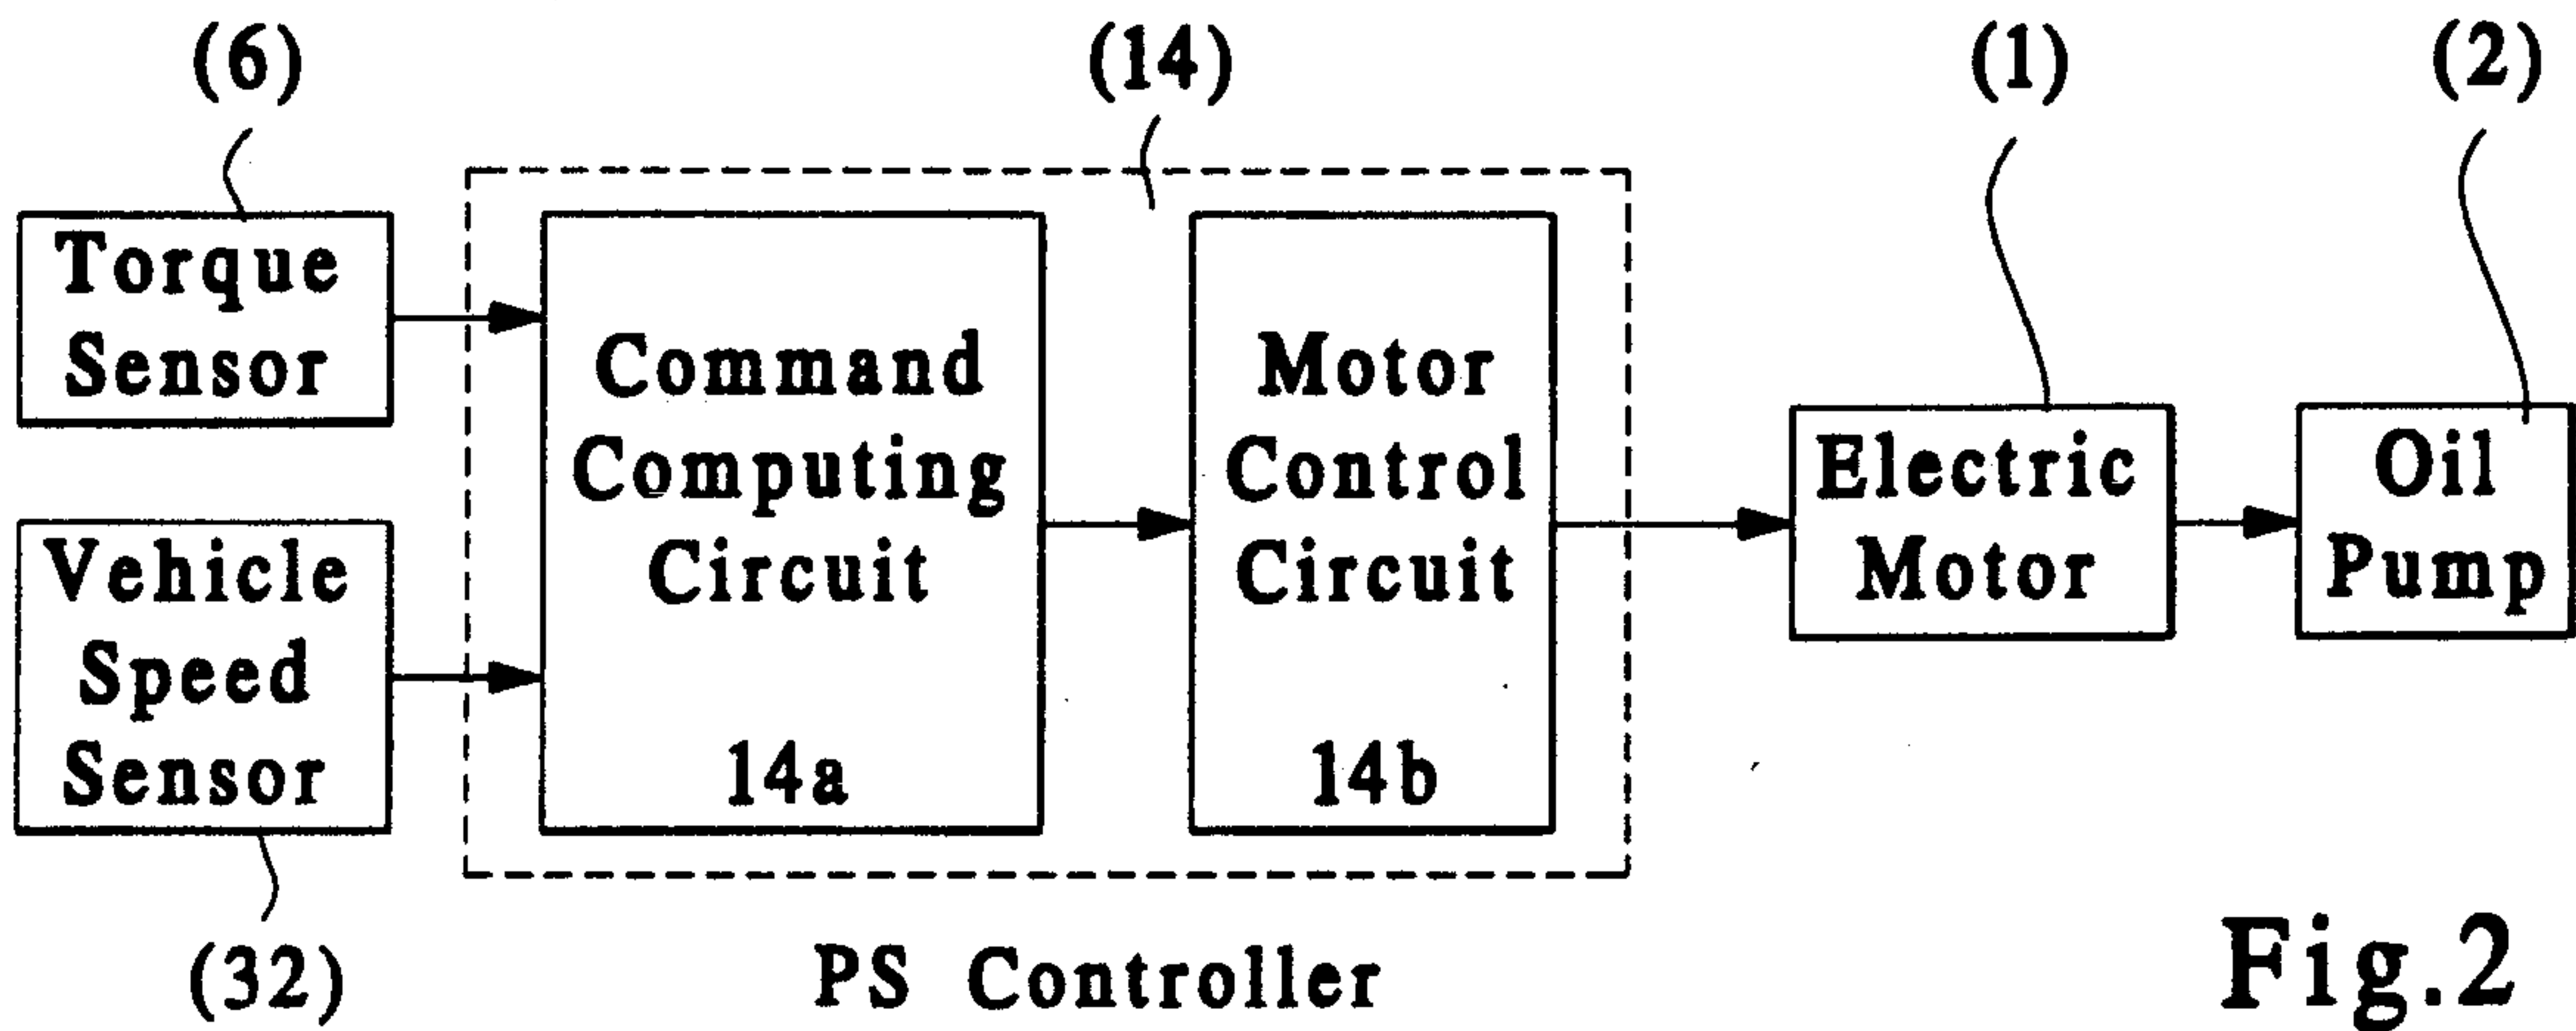 (6)
(14)
(1)
(2)
Torque
Sensor
Vehicle
Speed
Sensor
(32)
Command
Computing
Circuit
14a
Motor
Control
Circuit
14b
PS Controller
Electric
Motor
Oil
Pump
Fig.2